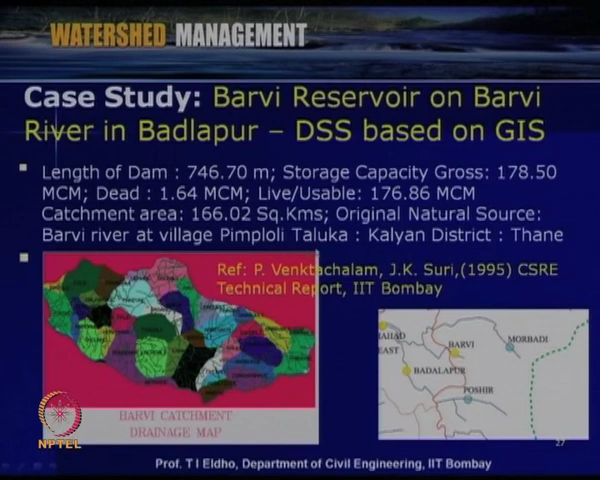 WATERSHED MANAGEMENT
Case Study: Barvi Reservoir on Barvi
River in Badlapur – DSS based on GIS
Length of Dam : 746.70 m; Storage Capacity Gross: 178.50
MCM; Dead : 1.64 MCM; Live/Usable: 176.86 MCM
Catchment area: 166.02 Sq.Kms; Original Natural Source:
Barvi river at village Pimploli Taluka : Kalyan District : Thane
Ref: P. Venktachalam, J.K. Suri,(1995) CSRE
Technical Report, IIT Bombay
EAST
BARVI
MORBADI
BADALAPUR
POSHIR
BARVI CATCHMENT
DRAINAGE MAP
NPTEL
27
Prof. T I Eldho, Department of Civil Engineering, IIT Bombay